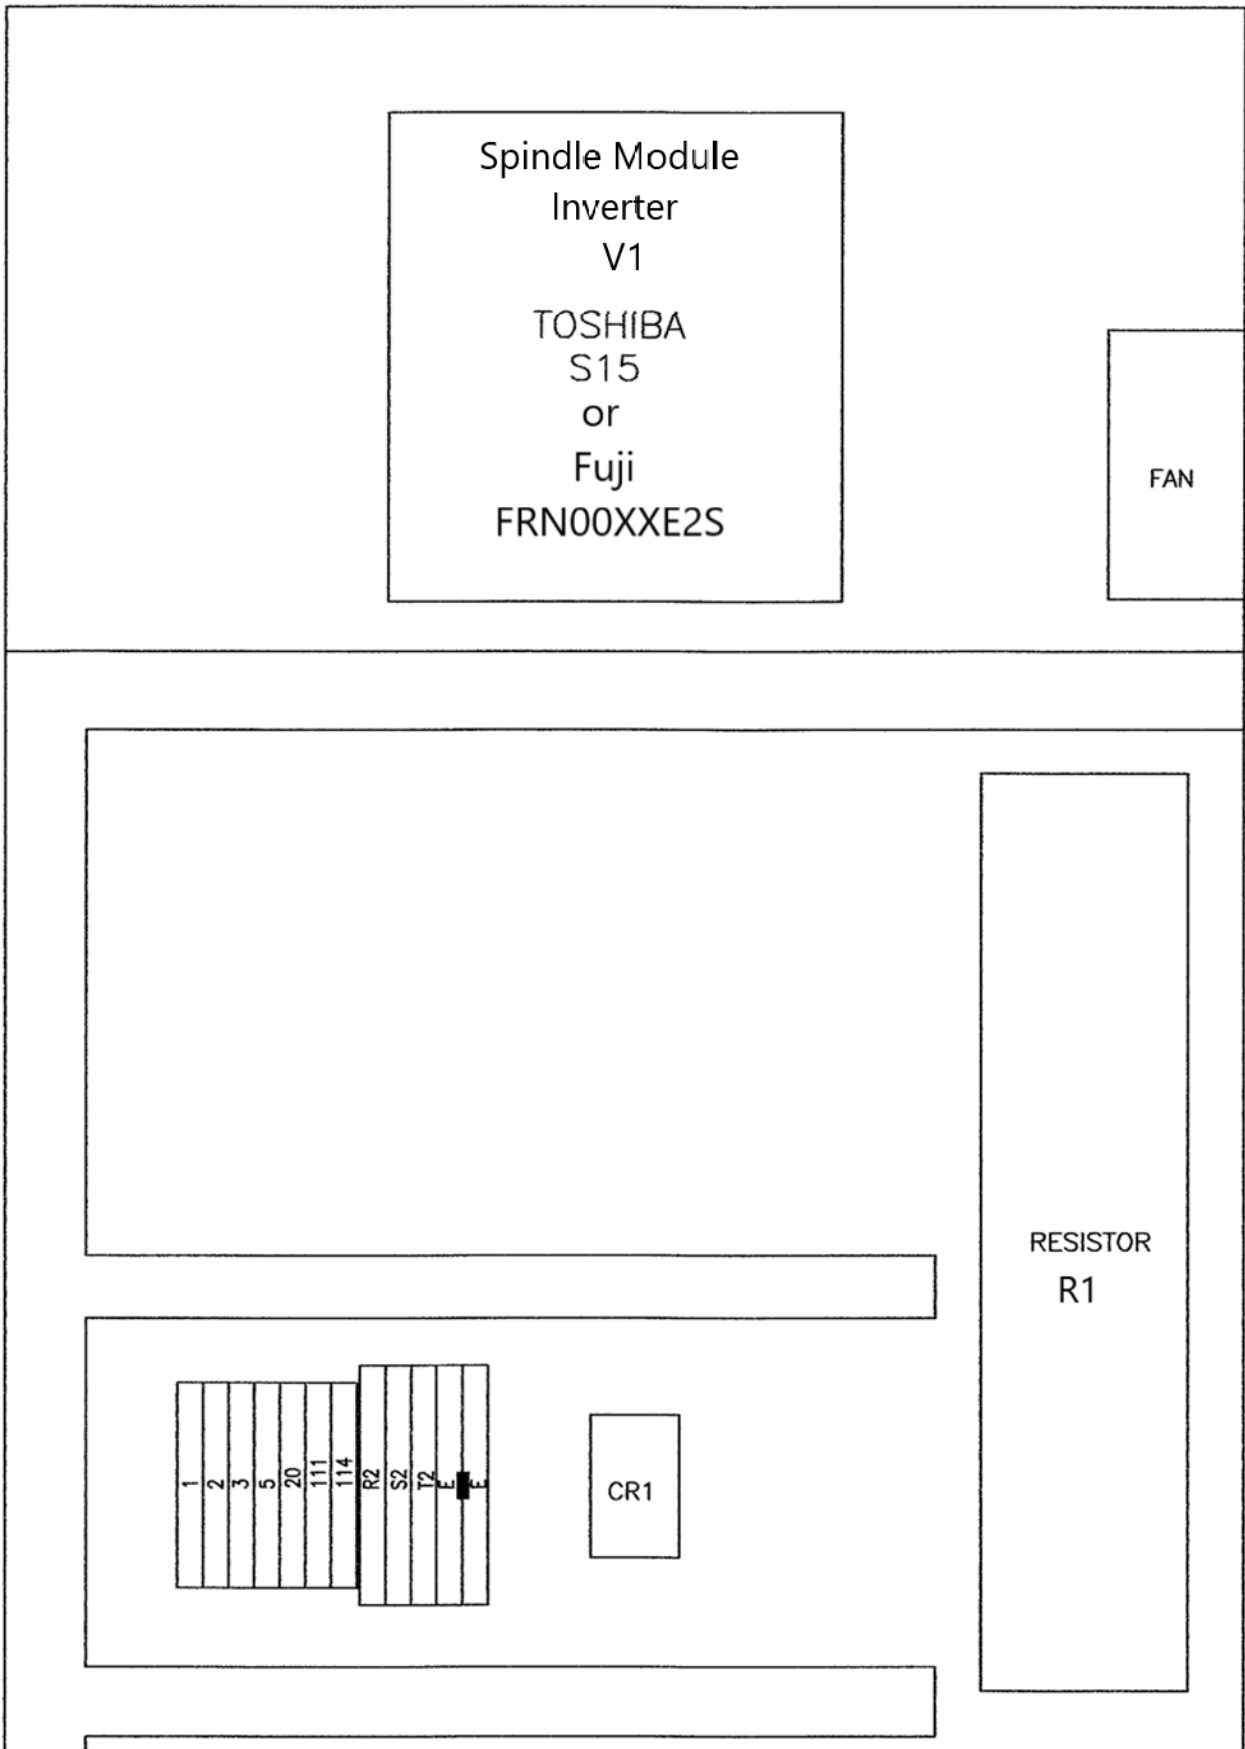 Spindle Module
Inverter
V1
TOSHIBA
S15
or
Fuji
FRN00XXE2S
FAN
RESISTOR
R1
1
2
3
5
20
111
114
R2
S2
T2
E
E
CR1